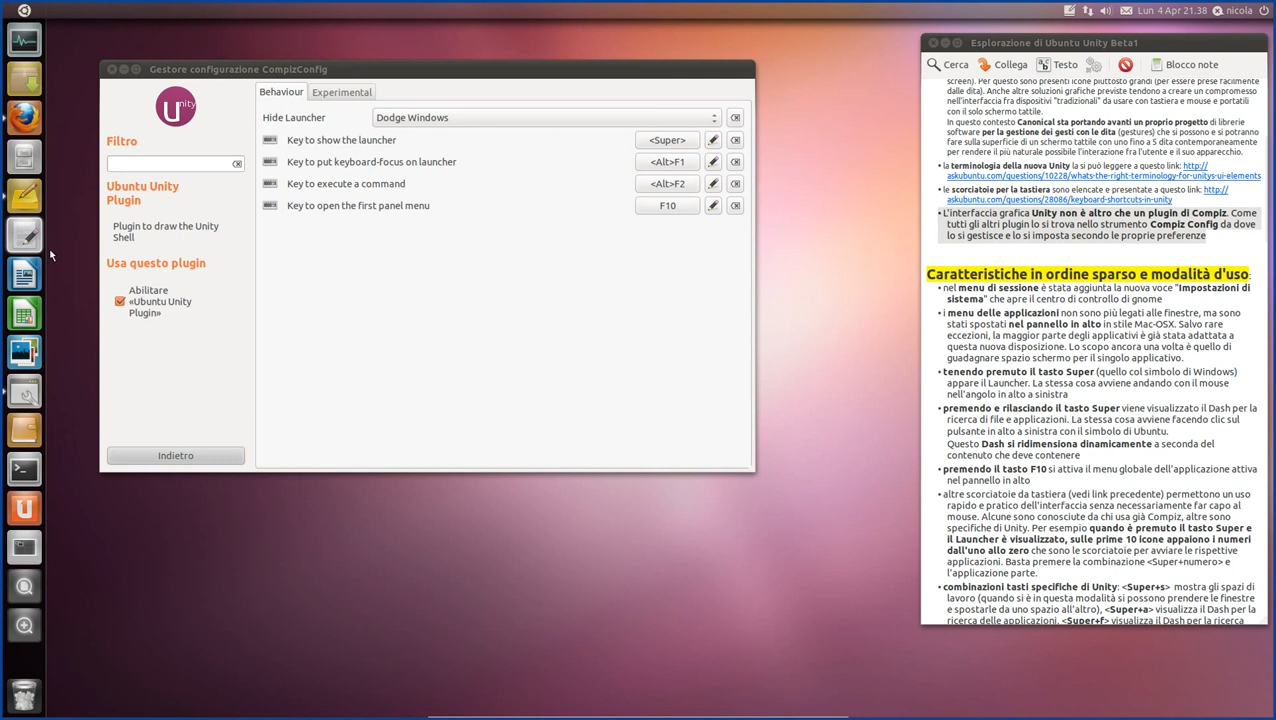 Lun 4 Apr 21.38
nicola
Gestore configurazione CompizConfig
Unity
Filtro
Ubuntu Unity
Plugin
Plugin to draw the Unity
Shell
Usa questo plugin
Abilitare
«Ubuntu Unity
Plugin»
Indietro
Behaviour
Experimental
Hide Launcher
Dodge Windows
Key to show the launcher
<Super>
Key to put keyboard-focus on launcher
<Alt>F1
Key to execute a command
<Alt>F2
Key to open the first panel menu
F10
Esplorazione di Ubuntu Unity Beta1
Cerca
Collega
Testo
Blocco note
screen). Per questo sono presenti icone piuttosto grandi (per essere prese facilmente
dalle dita). Anche altre soluzioni grafiche previste tendono a creare un compromesso
nell'interfaccia fra dispositivi "tradizionali" da usare con tastiera e mouse e portatili
con il solo schermo tattile.
In questo contesto Canonical sta portando avanti un proprio progetto di librerie
software per la gestione dei gesti con le dita (gestures) che si possono e si potranno
fare sulla superficie di un schermo tattile con uno fino a 5 dita contemporaneamente
per rendere il più naturale possibile l'interazione fra l'utente e il suo apparecchio.
• la terminologia della nuova Unity la si può leggere a questo link: http://
askubuntu.com/questions/10228/whats-the-right-terminology-for-unitys-ui-elements
• le scorciatoie per la tastiera sono elencate e presentate a questo link: http://
askubuntu.com/questions/28086/keyboard-shortcuts-in-unity
• L'interfaccia grafica Unity non è altro che un plugin di Compiz. Come
tutti gli altri plugin lo si trova nello strumento Compiz Config da dove
lo si gestisce e lo si imposta secondo le proprie preferenze
Caratteristiche in ordine sparso e modalità d'uso:
• nel menu di sessione è stata aggiunta la nuova voce "Impostazioni di
sistema" che apre il centro di controllo di gnome
• i menu delle applicazioni non sono più legati alle finestre, ma sono
stati spostati nel pannello in alto in stile Mac-OSX. Salvo rare
eccezioni, la maggior parte degli applicativi è già stata adattata a
questa nuova disposizione. Lo scopo ancora una volta è quello di
guadagnare spazio schermo per il singolo applicativo.
• tenendo premuto il tasto Super (quello col simbolo di Windows)
appare il Launcher. La stessa cosa avviene andando con il mouse
nell'angolo in alto a sinistra
• premendo e rilasciando il tasto Super viene visualizzato il Dash per la
ricerca di file e applicazioni. La stessa cosa avviene facendo clic sul
pulsante in alto a sinistra con il simbolo di Ubuntu.
Questo Dash si ridimensiona dinamicamente a seconda del
contenuto che deve contenere
• premendo il tasto F10 si attiva il menu globale dell'applicazione attiva
nel pannello in alto
• altre scorciatoie da tastiera (vedi link precedente) permettono un uso
rapido e pratico dell'interfaccia senza necessariamente far capo al
mouse. Alcune sono conosciute da chi usa già Compiz, altre sono
specifiche di Unity. Per esempio quando è premuto il tasto Super e
il Launcher è visualizzato, sulle prime 10 icone appaiono i numeri
dall'uno allo zero che sono le scorciatoie per avviare le rispettive
applicazioni. Basta premere la combinazione <Super+numero> e
l'applicazione parte.
• combinazioni tasti specifiche di Unity: <Super+s> mostra gli spazi di
lavoro (quando si è in questa modalità si possono prendere le finestre
e spostarle da uno spazio all'altro), <Super+a> visualizza il Dash per la
ricerca delle applicazioni, <Super+f> visualizza il Dash per la ricerca